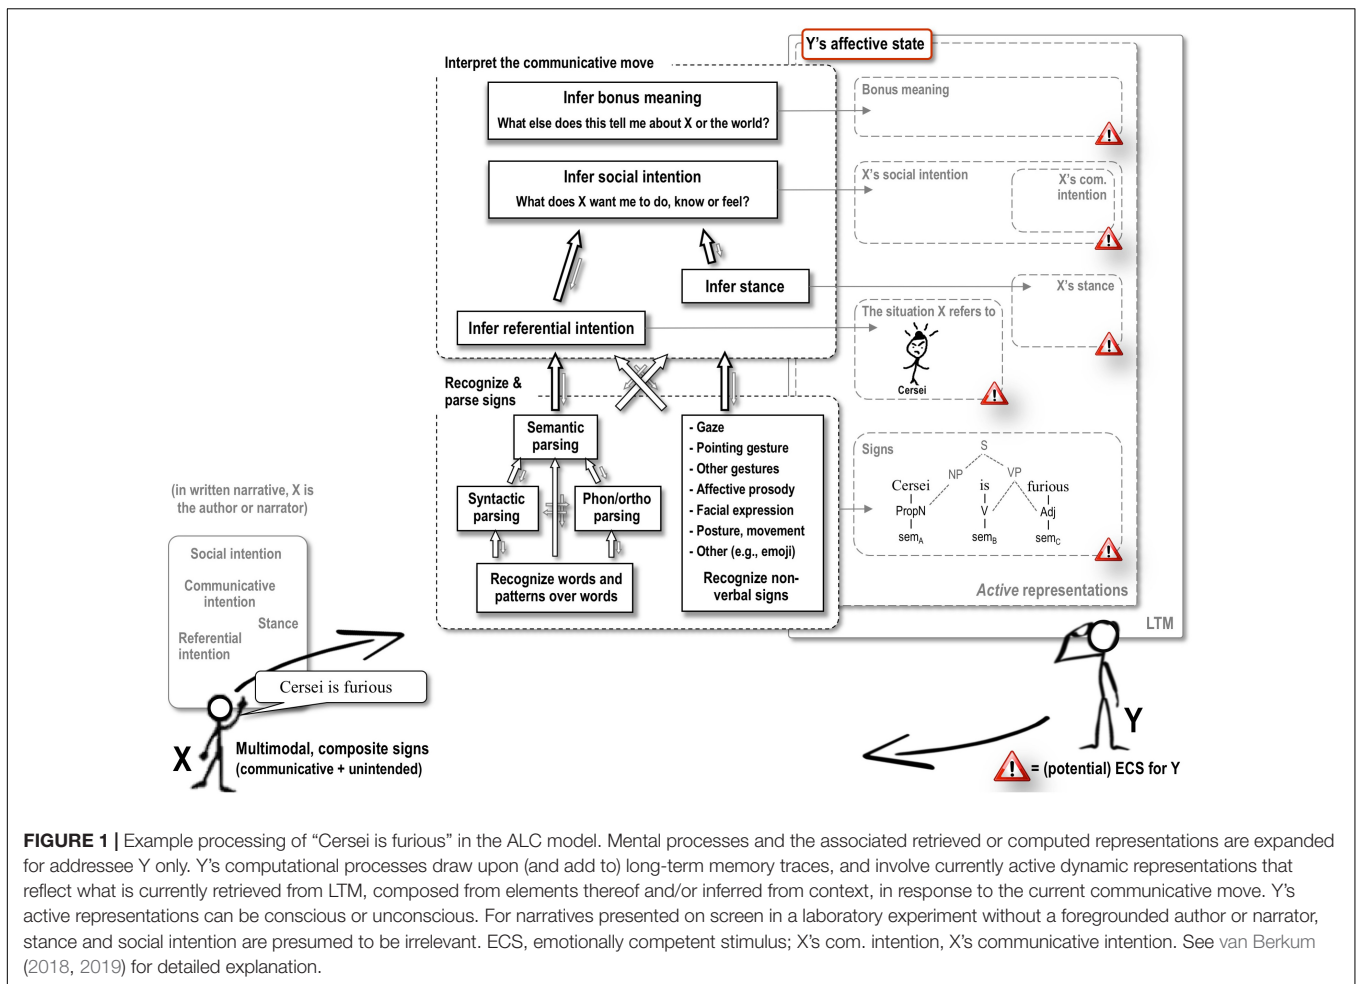 Y's affective state
Interpret the communicative move
Infer bonus meaning
What else does this tell me about X or the world?
Bonus meaning
Infer social intention
What does X want me to do, know or feel?
X's social intention
X's com.
intention
Infer stance
X's stance
Infer referential intention
The situation X refers to
Cersei
Recognize &
parse signs
Semantic
parsing
Syntactic
parsing
Phon/ortho
parsing
Recognize words and
patterns over words
- Gaze
- Pointing gesture
- Other gestures
- Affective prosody
- Facial expression
- Posture, movement
- Other (e.g., emoji)
Recognize non-
verbal signs
Signs
S
NP
VP
Cersei is furious
PropN V Adj
semA semB semC
Active representations
LTM
(in written narrative, X is
the author or narrator)
Social intention
Communicative
intention
Stance
Referential
intention
Cersei is furious
X
Multimodal, composite signs
(communicative + unintended)
Y
! = (potential) ECS for Y
FIGURE 1 | Example processing of “Cersei is furious” in the ALC model. Mental processes and the associated retrieved or computed representations are expanded
for addressee Y only. Y's computational processes draw upon (and add to) long-term memory traces, and involve currently active dynamic representations that
reflect what is currently retrieved from LTM, composed from elements thereof and/or inferred from context, in response to the current communicative move. Y's
active representations can be conscious or unconscious. For narratives presented on screen in a laboratory experiment without a foregrounded author or narrator,
stance and social intention are presumed to be irrelevant. ECS, emotionally competent stimulus; X's com. intention, X's communicative intention. See van Berkum
(2018, 2019) for detailed explanation.